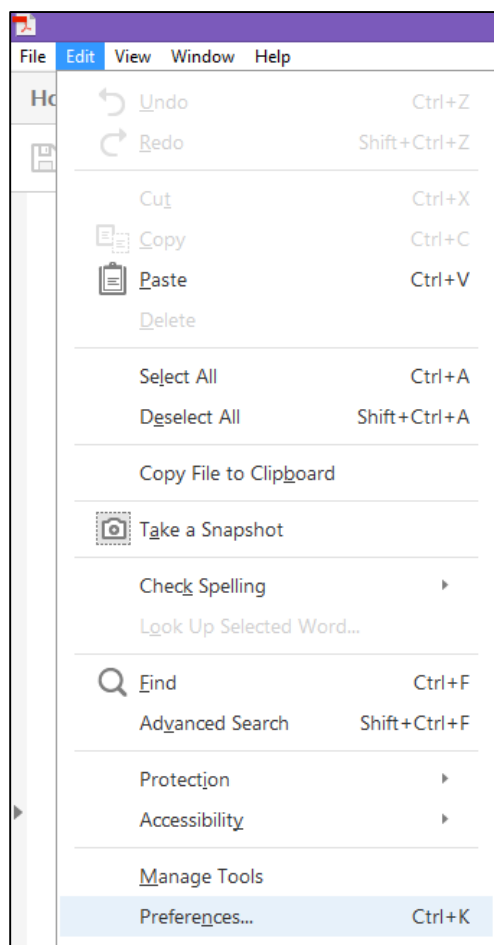 File Edit View Window Help
Undo Ctrl+Z
Redo Shift+Ctrl+Z
Cut Ctrl+X
Copy Ctrl+C
Paste Ctrl+V
Delete
Select All Ctrl+A
Deselect All Shift+Ctrl+A
Copy File to Clipboard
Take a Snapshot
Check Spelling
Look Up Selected Word...
Find Ctrl+F
Advanced Search Shift+Ctrl+F
Protection
Accessibility
Manage Tools
Preferences... Ctrl+K